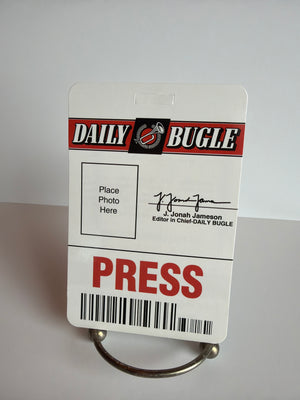 DAILY BUGLE
Place
Photo
Here
J. Jonah Jameson
Editor in Chief-DAILY BUGLE
PRESS